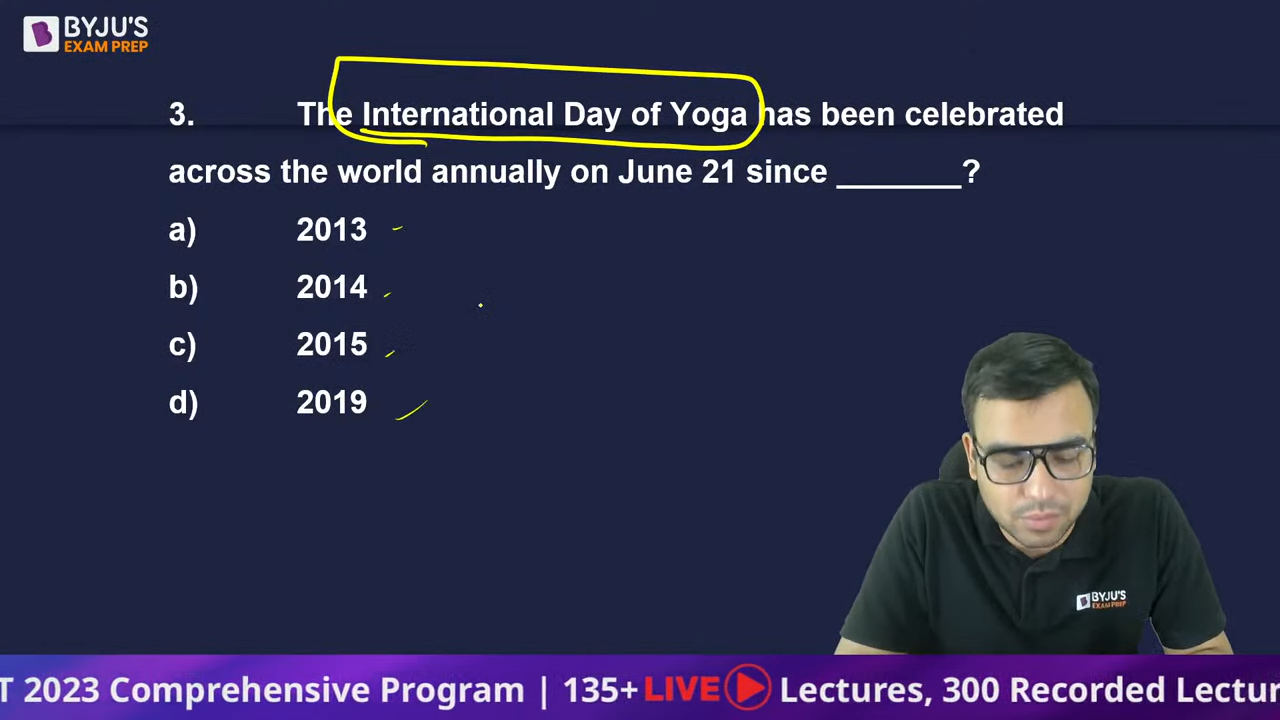 BYJU'S
EXAM PREP
3. The International Day of Yoga has been celebrated
across the world annually on June 21 since _______?
a) 2013
b) 2014
c) 2015
d) 2019
BYJU'S
EXAM PREP
T 2023 Comprehensive Program | 135+ LIVE Lectures, 300 Recorded Lectur